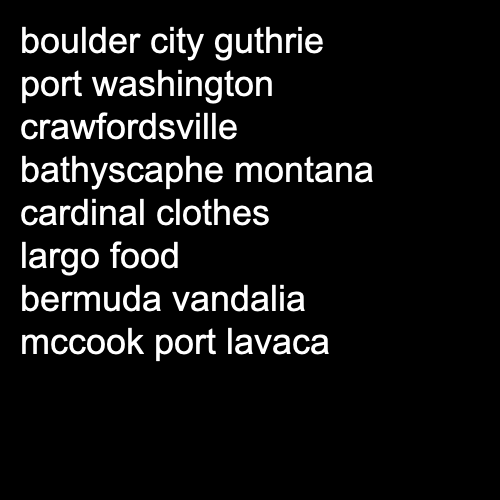 boulder city guthrie
port washington
crawfordsville
bathyscaphe montana
cardinal clothes
largo food
bermuda vandalia
mccook port lavaca